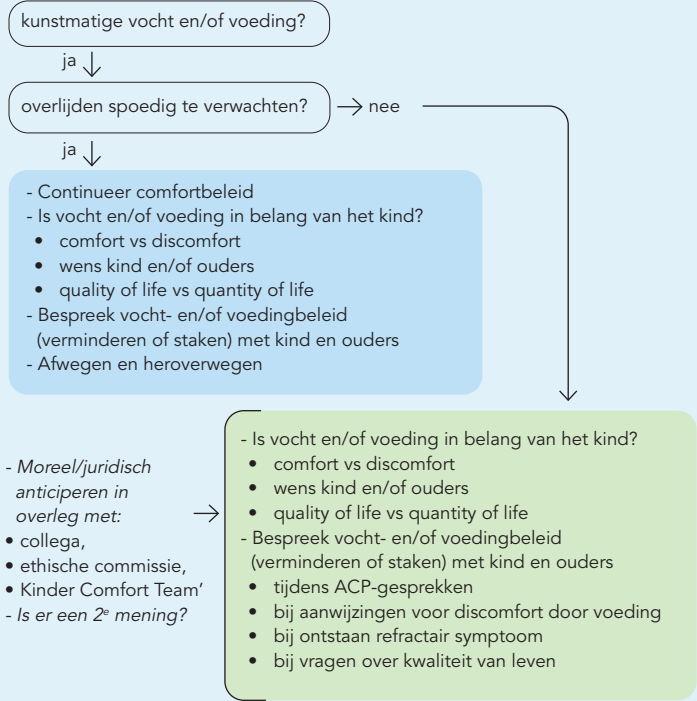 kunstmatige vocht en/of voeding?
ja
overlijden spoedig te verwachten?
nee
ja
- Continueer comfortbeleid
- Is vocht en/of voeding in belang van het kind?
• comfort vs discomfort
• wens kind en/of ouders
• quality of life vs quantity of life
- Bespreek vocht- en/of voedingbeleid
(verminderen of staken) met kind en ouders
- Afwegen en heroverwegen
- Moreel/juridisch
anticiperen in
overleg met:
• collega,
• ethische commissie,
• Kinder Comfort Team’
- Is er een 2e mening?
- Is vocht en/of voeding in belang van het kind?
• comfort vs discomfort
• wens kind en/of ouders
• quality of life vs quantity of life
- Bespreek vocht- en/of voedingbeleid
(verminderen of staken) met kind en ouders
• tijdens ACP-gesprekken
• bij aanwijzingen voor discomfort door voeding
• bij ontstaan refractair symptoom
• bij vragen over kwaliteit van leven